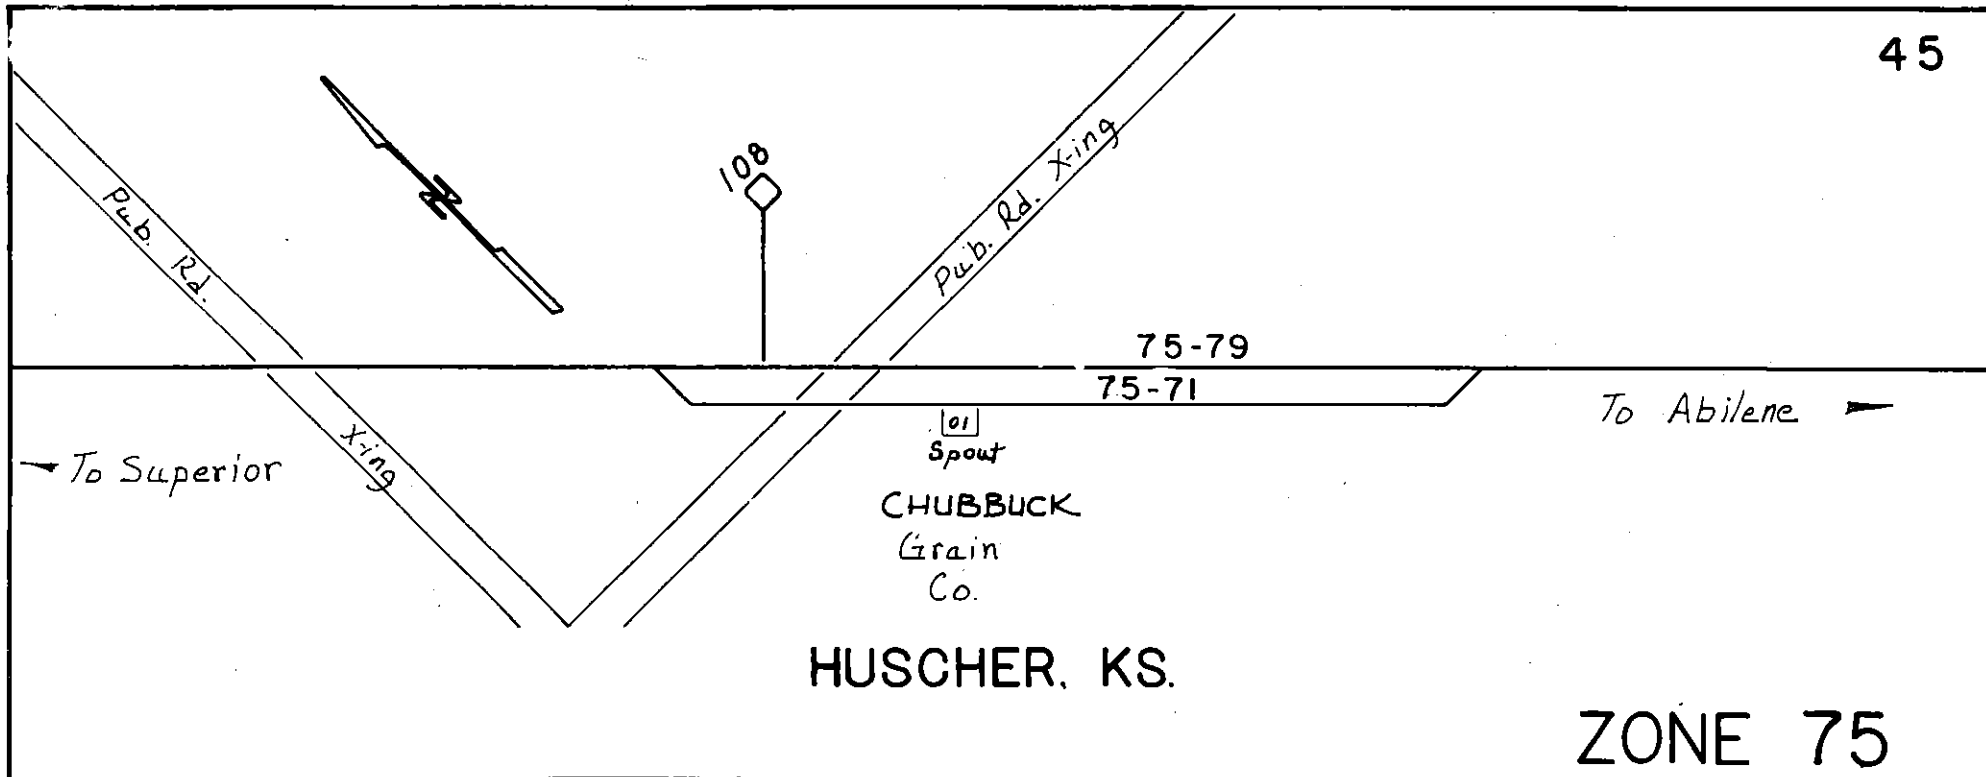 45
108
Pub. Rd. X-ing
Pub. Rd. X-ing
N
75-79
75-71
To Abilene
01
Spout
To Superior
CHUBBUCK
Grain
Co.
HUSCHER, KS.
ZONE 75